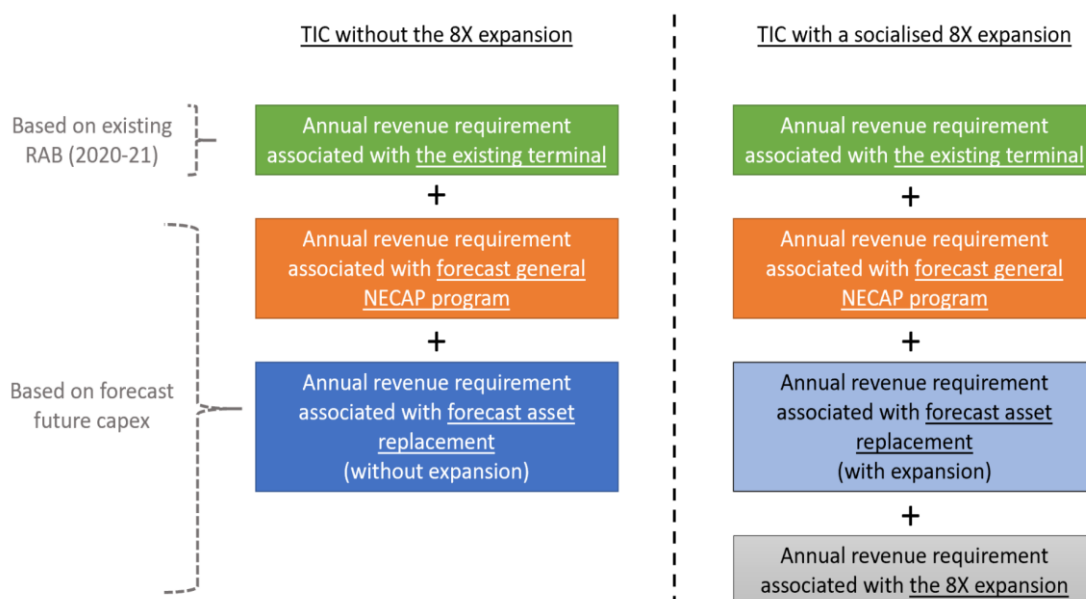 TIC without the 8X expansion
TIC with a socialised 8X expansion
Based on existing
RAB (2020-21)
Annual revenue requirement
associated with the existing terminal
+
Annual revenue requirement
associated with forecast general
NECAP program
+
Based on forecast
future capex
Annual revenue requirement
associated with forecast asset
replacement
(without expansion)
Annual revenue requirement
associated with the existing terminal
+
Annual revenue requirement
associated with forecast general
NECAP program
+
Annual revenue requirement
associated with forecast asset
replacement
(with expansion)
+
Annual revenue requirement
associated with the 8X expansion